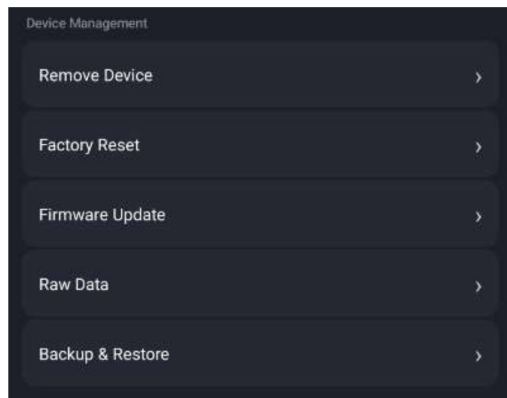 Device Management
Remove Device
Factory Reset
Firmware Update
Raw Data
Backup & Restore